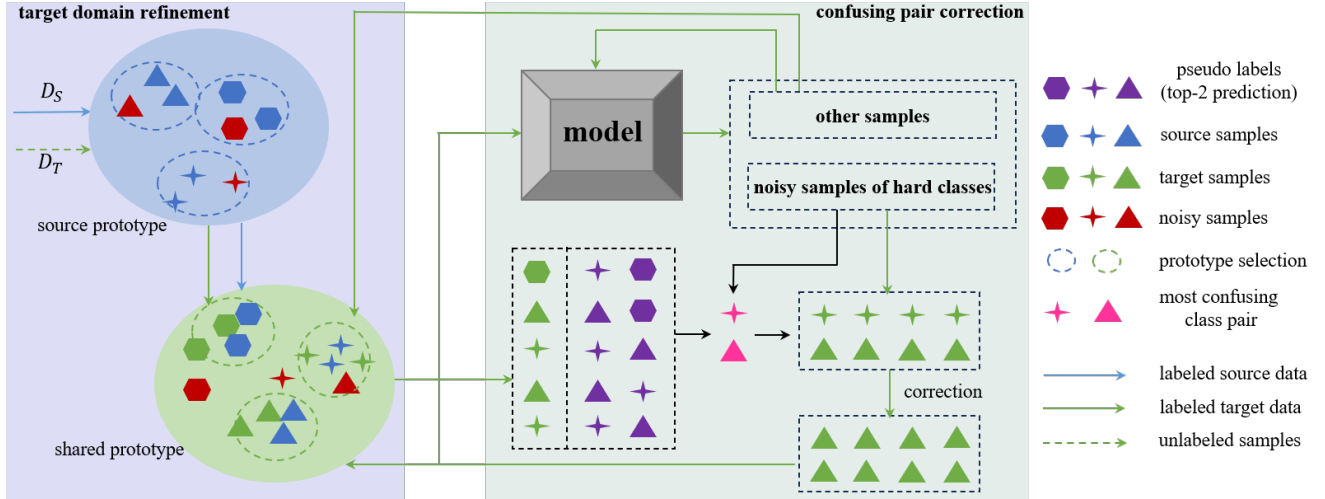 target domain refinement
confusing pair correction
D_S
D_T
source prototype
shared prototype
model
other samples
noisy samples of hard classes
correction
pseudo labels
(top-2 prediction)
source samples
target samples
noisy samples
prototype selection
most confusing
class pair
labeled source data
labeled target data
unlabeled samples